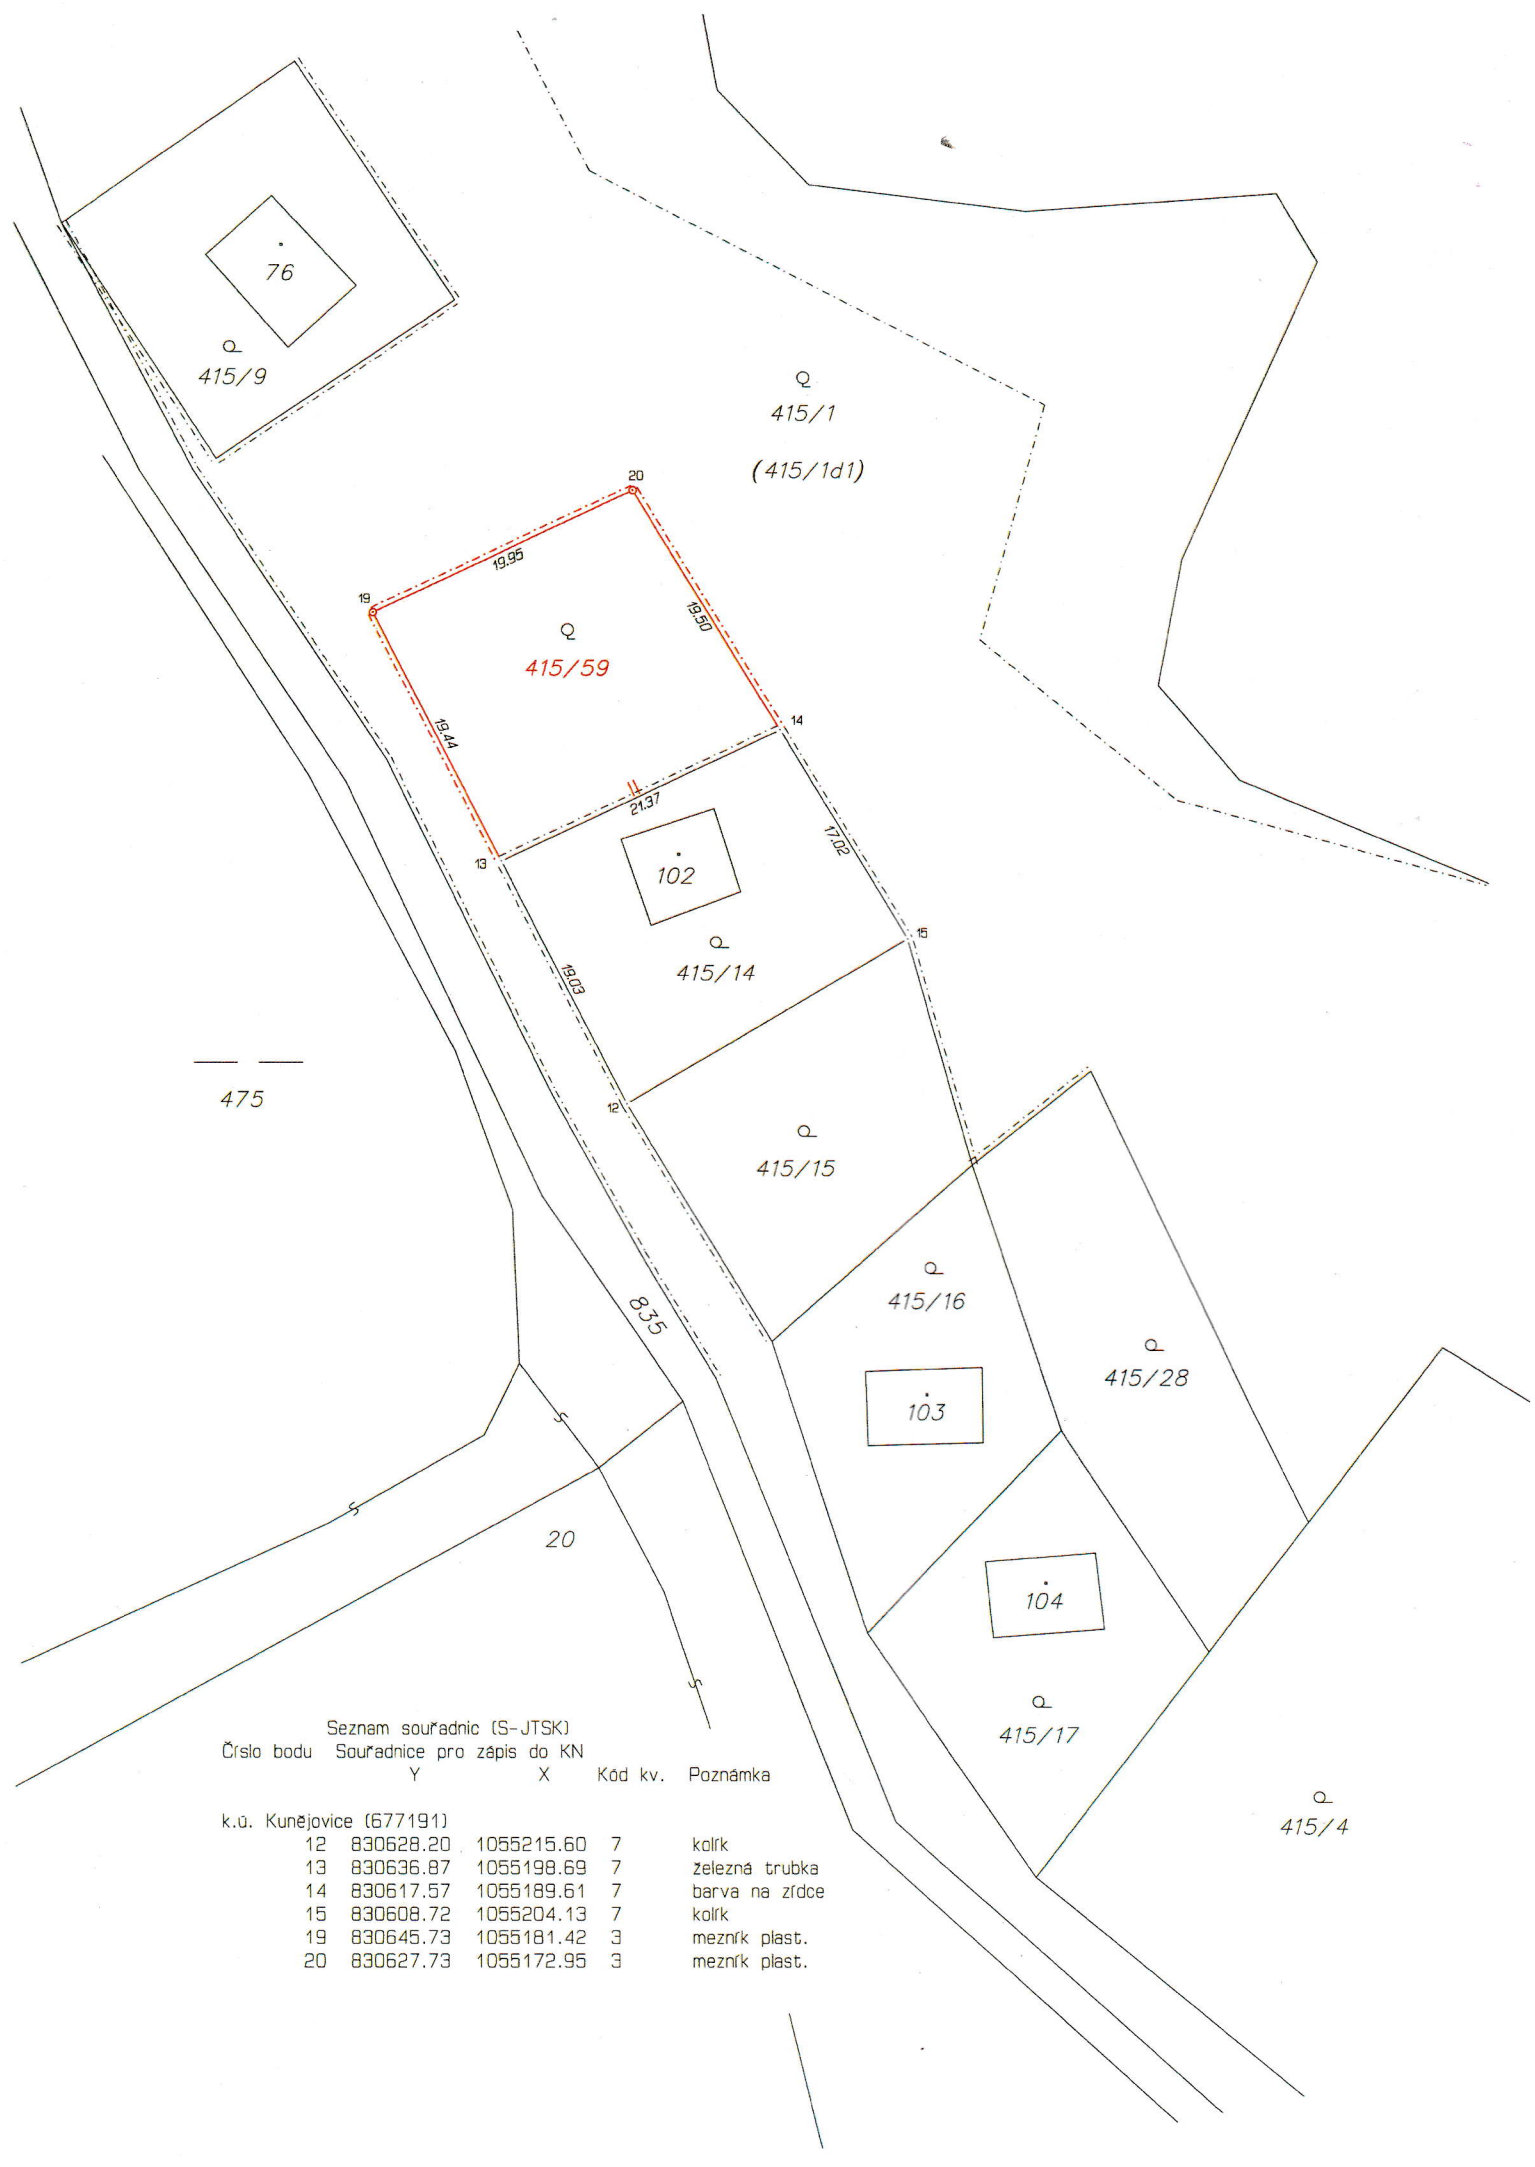 76
415/9
415/1
(415/1d1)
20
19.95
19
19.50
415/59
19.44
14
21.37
13
17.02
102
15
415/14
19.03
475
12
415/15
835
415/16
415/28
103
20
104
415/17
415/4
Seznam souřadnic (S-JTSK)
Číslo bodu Souřadnice pro zápis do KN
Y X Kód kv. Poznámka
k.ú. Kunějovice (677191)
12 830628.20 1055215.60 7 kolík
13 830636.87 1055198.69 7 železná trubka
14 830617.57 1055189.61 7 barva na zídce
15 830608.72 1055204.13 7 kolík
19 830645.73 1055181.42 3 mezník plast.
20 830627.73 1055172.95 3 mezník plast.